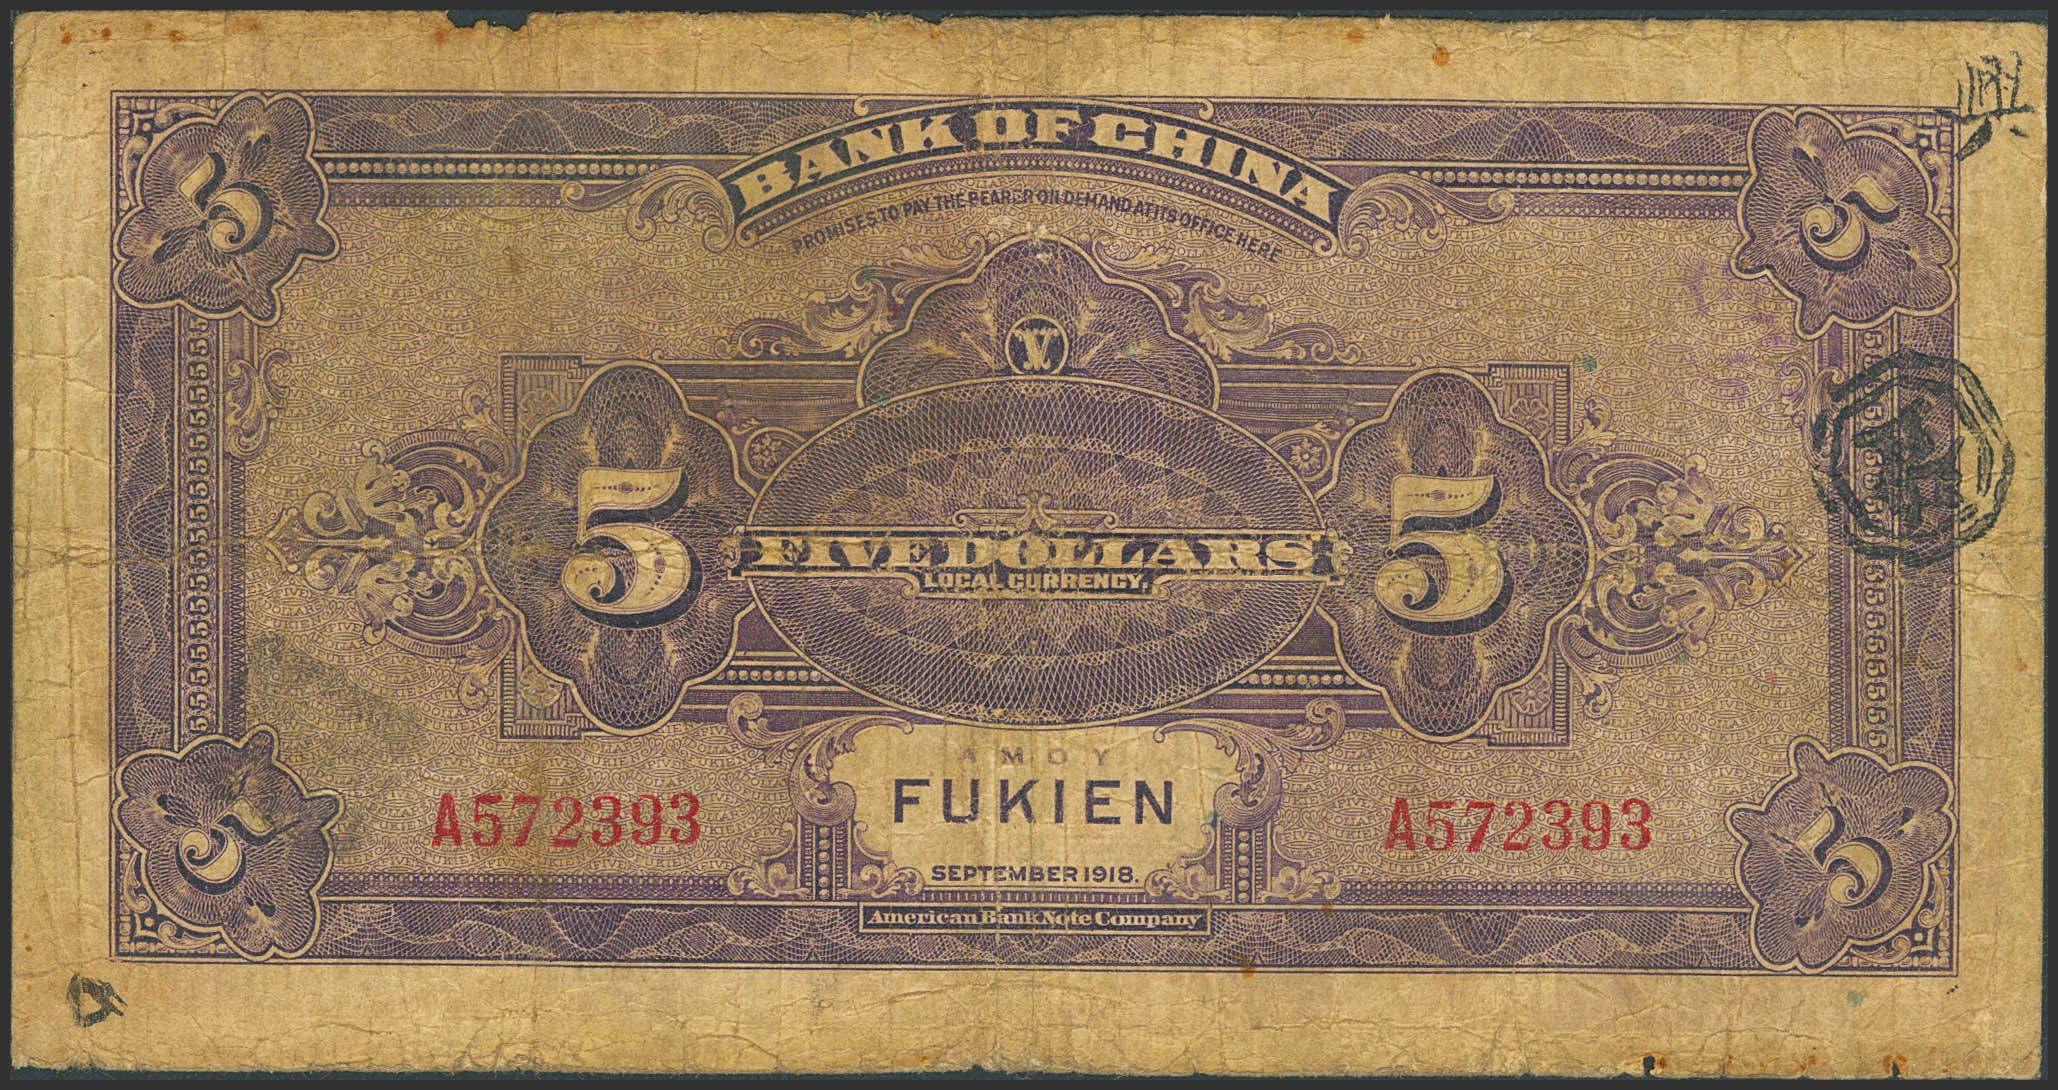 BANK OF CHINA
PROMISES TO PAY THE BEARER ON DEMAND AT ITS OFFICE HERE
5
5
V
5
5
FIVE DOLLARS
LOCAL CURRENCY,
AMOY
FUKIEN
A572393
A572393
SEPTEMBER 1918.
5
5
American Bank Note Company